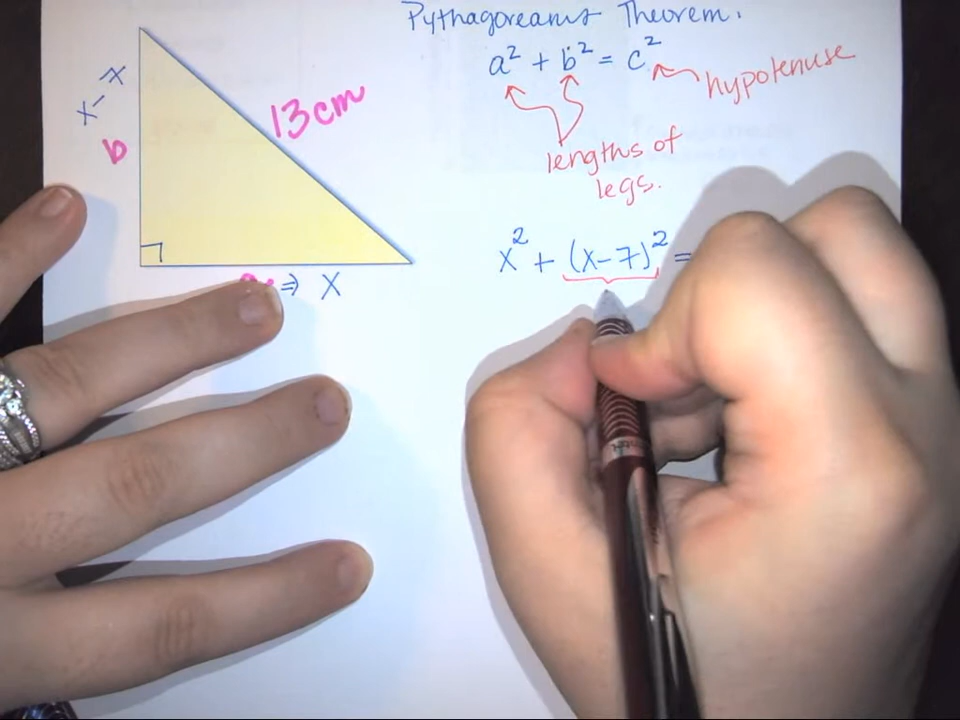 Pythagoreans Theorem.
a² + b² = c²
hypotenuse
lengths of
legs.
x - 7
13cm
b
⇒ x
x² + (x-7)² =